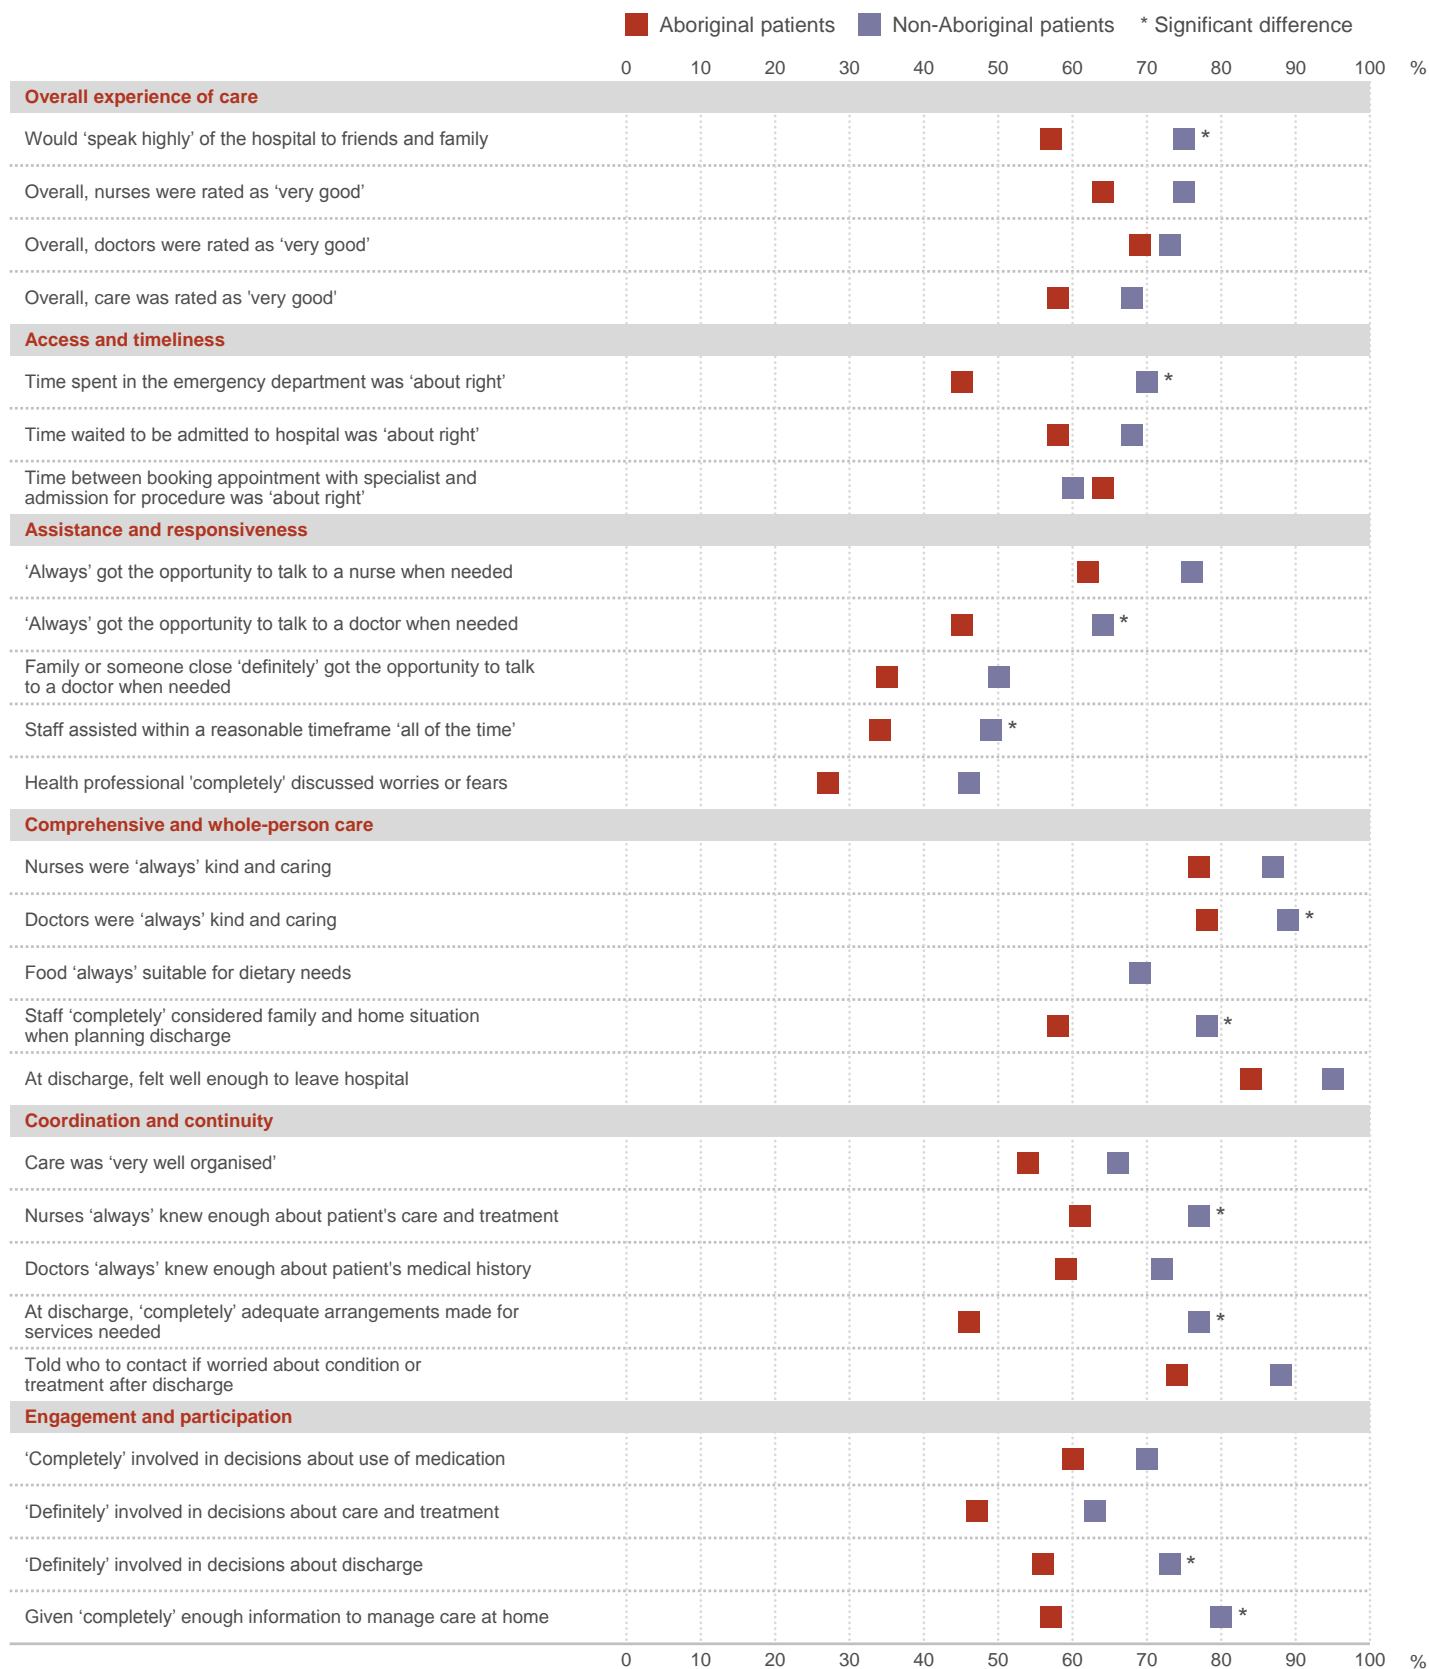 Aboriginal patients Non-Aboriginal patients * Significant difference
0 10 20 30 40 50 60 70 80 90 100 %
Overall experience of care
Would ‘speak highly’ of the hospital to friends and family *
Overall, nurses were rated as ‘very good’
Overall, doctors were rated as ‘very good’
Overall, care was rated as 'very good'
Access and timeliness
Time spent in the emergency department was ‘about right’ *
Time waited to be admitted to hospital was ‘about right’
Time between booking appointment with specialist and
admission for procedure was ‘about right’
Assistance and responsiveness
‘Always’ got the opportunity to talk to a nurse when needed
‘Always’ got the opportunity to talk to a doctor when needed *
Family or someone close ‘definitely’ got the opportunity to talk
to a doctor when needed
Staff assisted within a reasonable timeframe ‘all of the time’ *
Health professional 'completely' discussed worries or fears
Comprehensive and whole-person care
Nurses were ‘always’ kind and caring
Doctors were ‘always’ kind and caring *
Food ‘always’ suitable for dietary needs
Staff ‘completely’ considered family and home situation
when planning discharge *
At discharge, felt well enough to leave hospital
Coordination and continuity
Care was ‘very well organised’
Nurses ‘always’ knew enough about patient's care and treatment *
Doctors ‘always’ knew enough about patient's medical history
At discharge, ‘completely’ adequate arrangements made for
services needed *
Told who to contact if worried about condition or
treatment after discharge
Engagement and participation
‘Completely’ involved in decisions about use of medication
‘Definitely’ involved in decisions about care and treatment
‘Definitely’ involved in decisions about discharge *
Given ‘completely’ enough information to manage care at home *
0 10 20 30 40 50 60 70 80 90 100 %